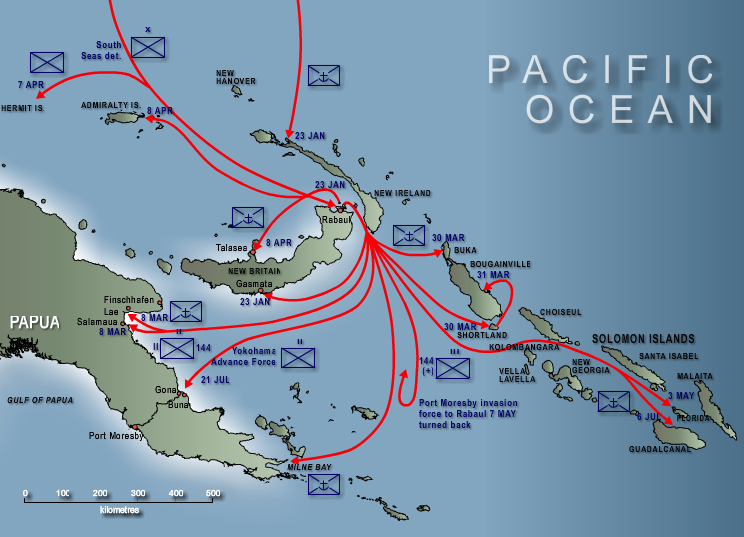 PACIFIC
OCEAN
x
South
Seas det.
7 APR
HERMIT IS.
ADMIRALTY IS.
8 APR
NEW
HANOVER
23 JAN
23 JAN
NEW IRELAND
Rabaul
Talasea
8 APR
NEW BRITAIN
Gasmata
23 JAN
30 MAR
BUKA
BOUGAINVILLE
31 MAR
30 MAR
SHORTLAND
CHOISEUL
KOLOMBANGARA
SOLOMON ISLANDS
SANTA ISABEL
VELLA
LAVELLA
NEW
GEORGIA
MALAITA
3 MAY
FLORIDA
6 JUL
GUADALCANAL
Finschhafen
Lae
8 MAR
Salamaua
8 MAR
PAPUA
II
II
144
II
Yokohama
Advance Force
III
144
(+)
Port Moresby invasion
force to Rabaul 7 MAY
turned back
21 JUL
Gona
Buna
GULF OF PAPUA
Port Moresby
MILNE BAY
0 100 200 300 400 500
kilometres